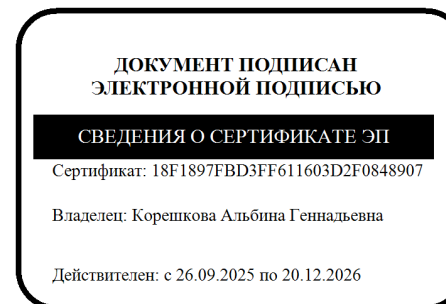 ДОКУМЕНТ ПОДПИСАН
ЭЛЕКТРОННОЙ ПОДПИСЬЮ
СВЕДЕНИЯ О СЕРТИФИКАТЕ ЭП
Сертификат: 18F1897FBD3FF611603D2F0848907
Владелец: Корешкова Альбина Геннадьевна
Действителен: с 26.09.2025 по 20.12.2026